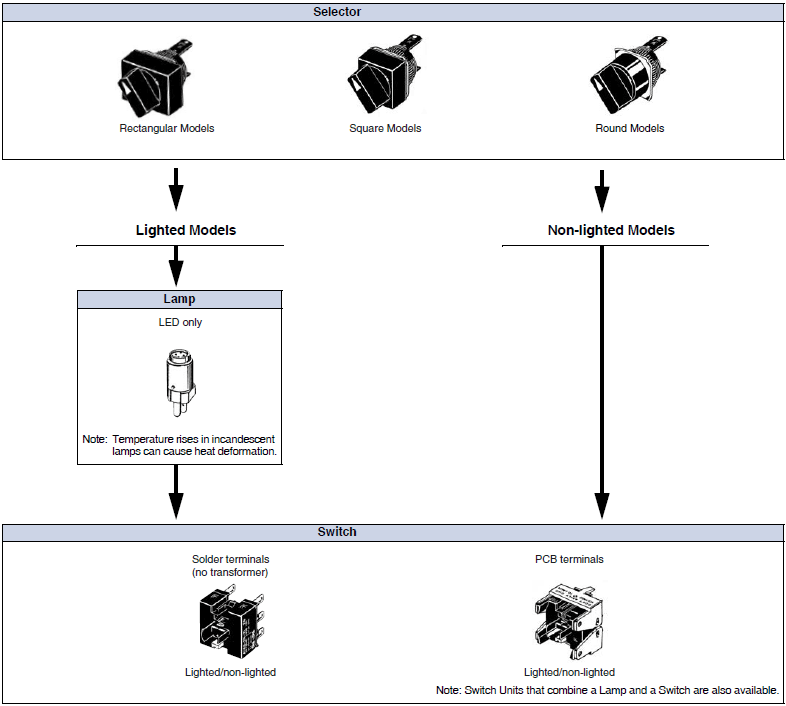 Selector
Rectangular Models
Square Models
Round Models
Lighted Models
Non-lighted Models
Lamp
LED only
Note: Temperature rises in incandescent
lamps can cause heat deformation.
Switch
Solder terminals
(no transformer)
PCB terminals
Lighted/non-lighted
Lighted/non-lighted
Note: Switch Units that combine a Lamp and a Switch are also available.